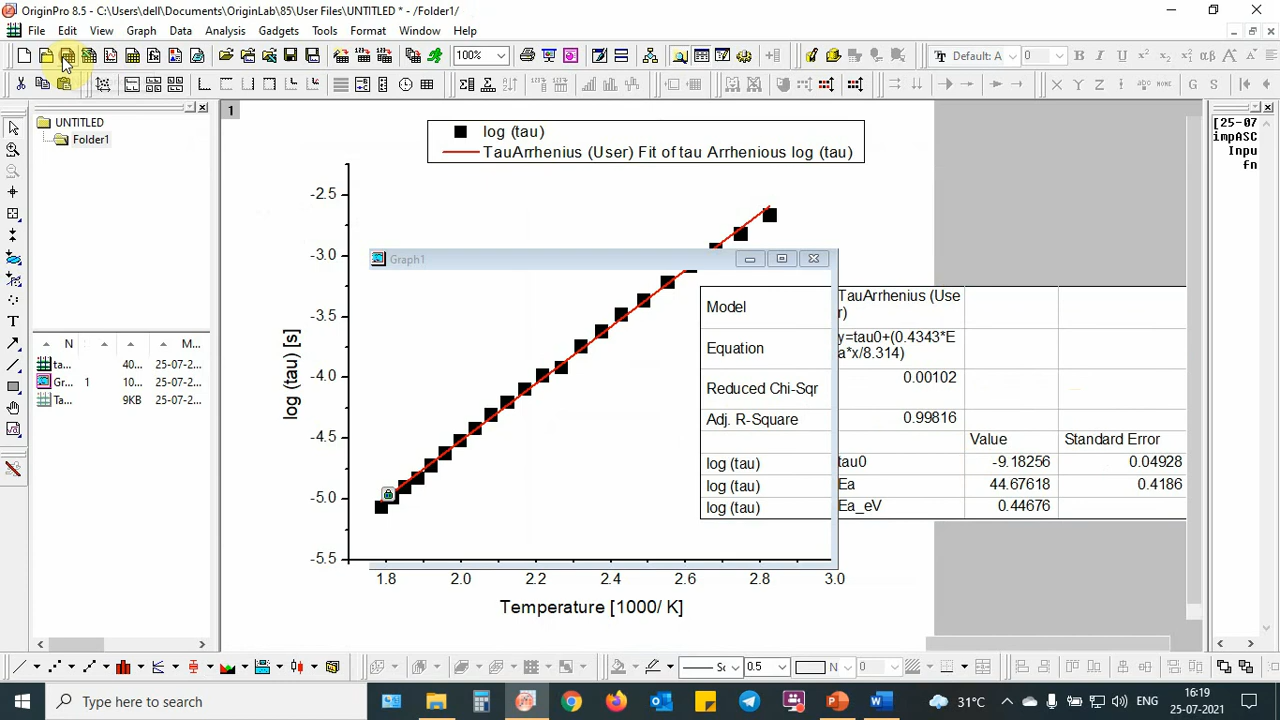 OriginPro 8.5 - C:\Users\dell\Documents\OriginLab\85\User Files\UNTITLED * - /Folder1/
File Edit View Graph Data Analysis Gadgets Tools Format Window Help
100%
Default: A
0
B I U
αβ A A
X Y Z G S
UNTITLED
Folder1
N M...
ta... 40... 25-07-2...
Gr... 1 10... 25-07-2...
Ta... 9KB 25-07-2...
1
log (tau)
TauArrhenius (User) Fit of tau Arrhenious log (tau)
Graph1
-2.5
-3.0
-3.5
-4.0
-4.5
-5.0
-5.5
log (tau) [s]
1.8 2.0 2.2 2.4 2.6 2.8 3.0
Temperature [1000/ K]
Model TauArrhenius (Use
r)
Equation y=tau0+(0.4343*E
a*x/8.314)
Reduced Chi-Sqr 0.00102
Adj. R-Square 0.99816
Value Standard Error
log (tau) tau0 -9.18256 0.04928
log (tau) Ea 44.67618 0.4186
log (tau) Ea_eV 0.44676
[25-07
impASC
Inpu
fn
T
Sc 0.5 N 0
Type here to search
31°C ENG 16:19
25-07-2021